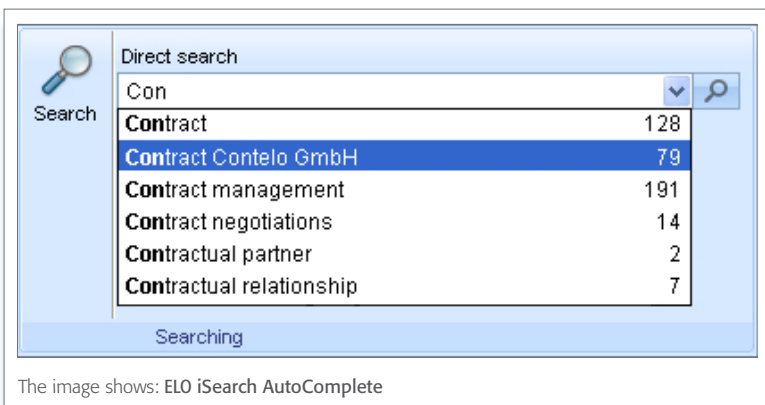 Direct search
Con
Search
Contract 128
Contract Contelo GmbH 79
Contract management 191
Contract negotiations 14
Contractual partner 2
Contractual relationship 7
Searching
The image shows: ELO iSearch AutoComplete